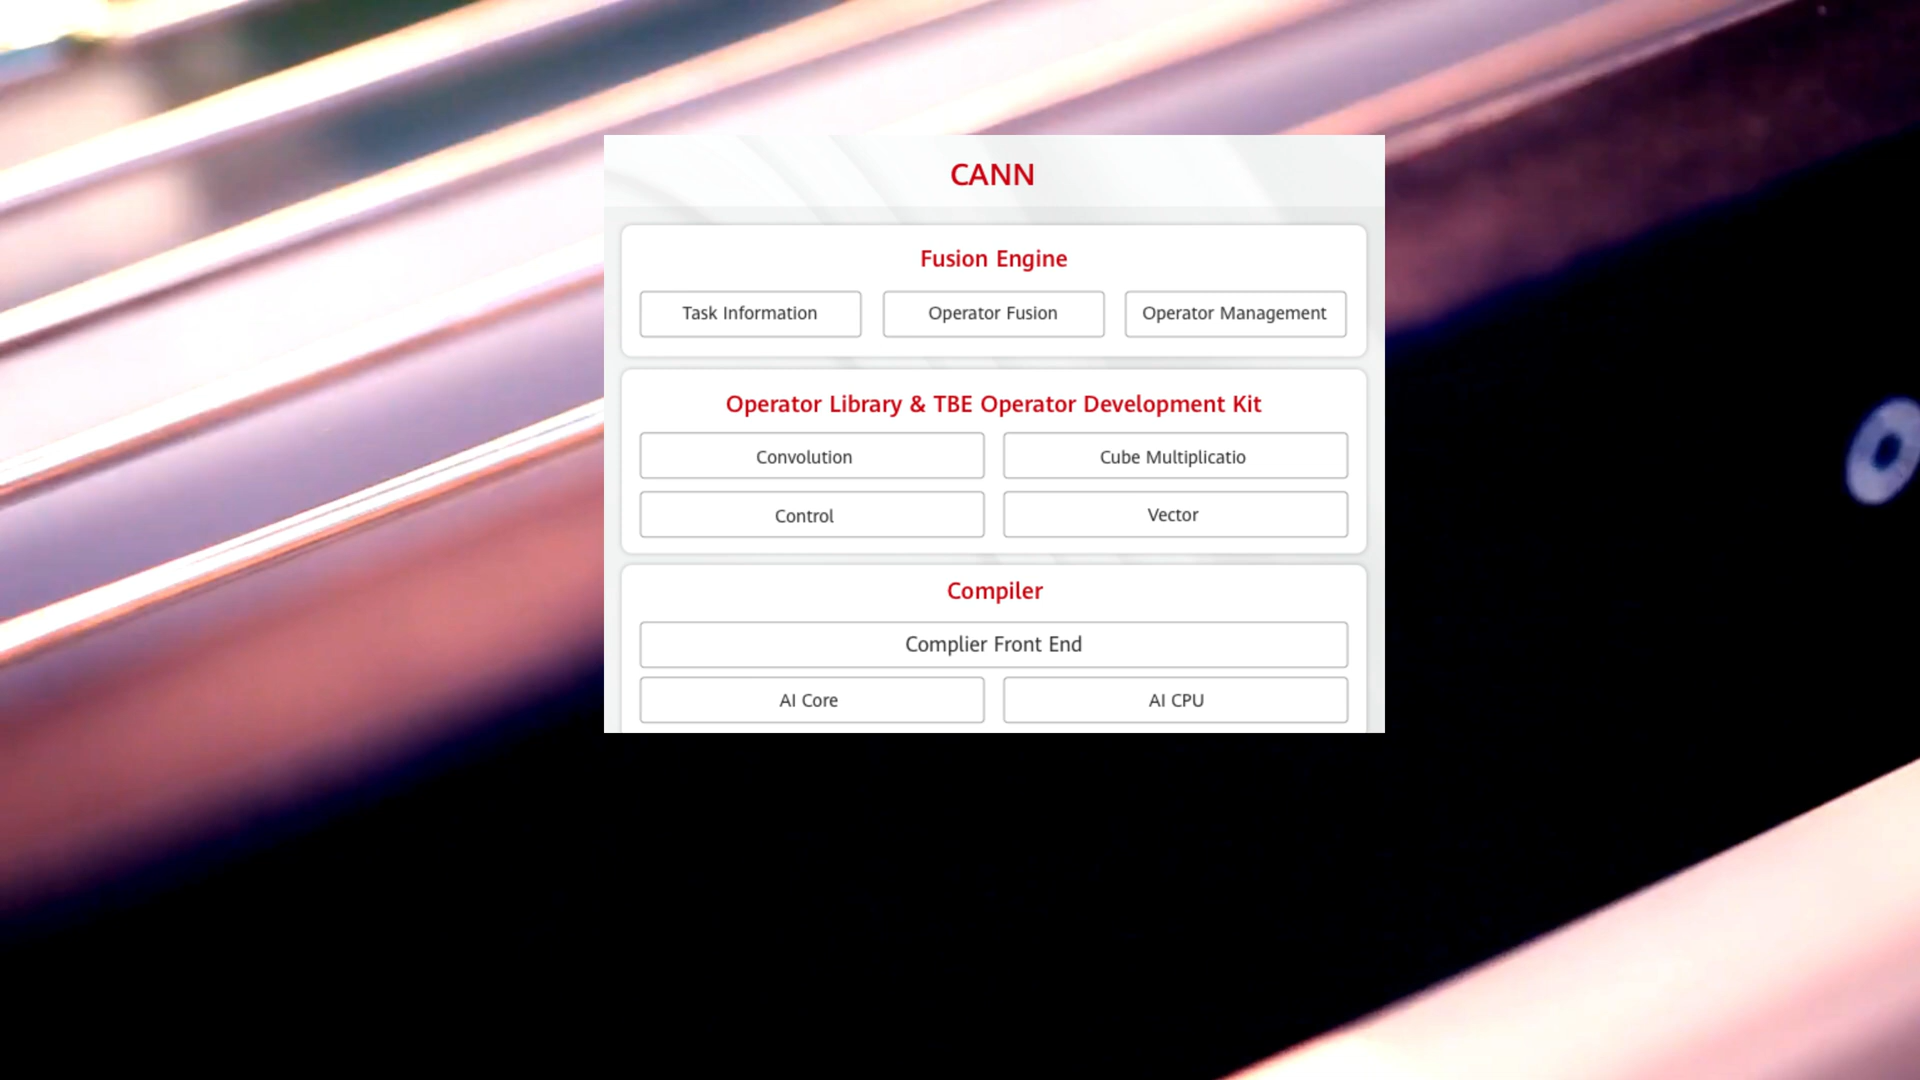 CANN
Fusion Engine
Task Information
Operator Fusion
Operator Management
Operator Library & TBE Operator Development Kit
Convolution
Cube Multiplicatio
Control
Vector
Compiler
Complier Front End
AI Core
AI CPU